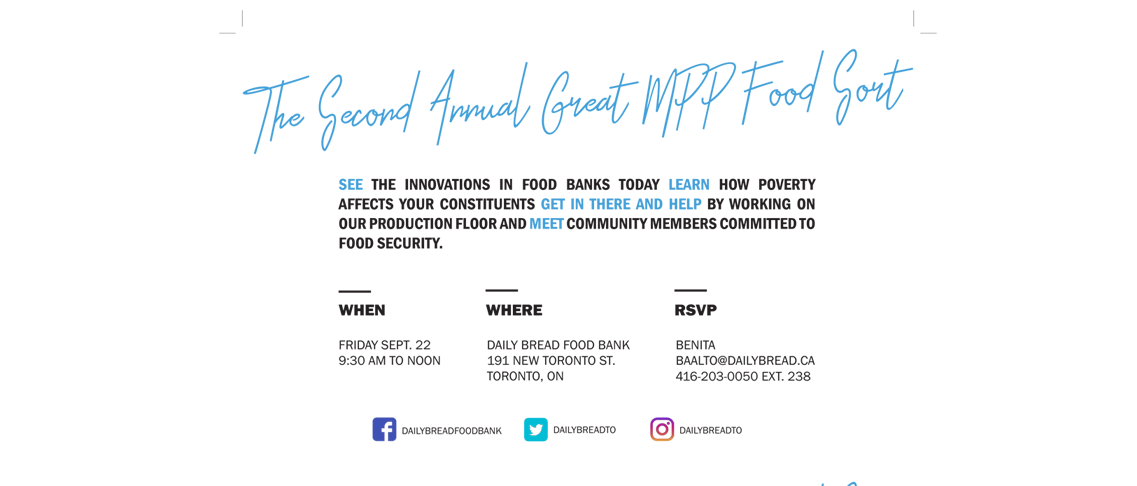 The Second Annual Great MPP Food Sort
SEE THE INNOVATIONS IN FOOD BANKS TODAY LEARN HOW POVERTY
AFFECTS YOUR CONSTITUENTS GET IN THERE AND HELP BY WORKING ON
OUR PRODUCTION FLOOR AND MEET COMMUNITY MEMBERS COMMITTED TO
FOOD SECURITY.
WHEN
FRIDAY SEPT. 22
9:30 AM TO NOON
WHERE
DAILY BREAD FOOD BANK
191 NEW TORONTO ST.
TORONTO, ON
RSVP
BENITA
BAALTO@DAILYBREAD.CA
416-203-0050 EXT. 238
DAILYBREADFOODBANK
DAILYBREADTO
DAILYBREADTO